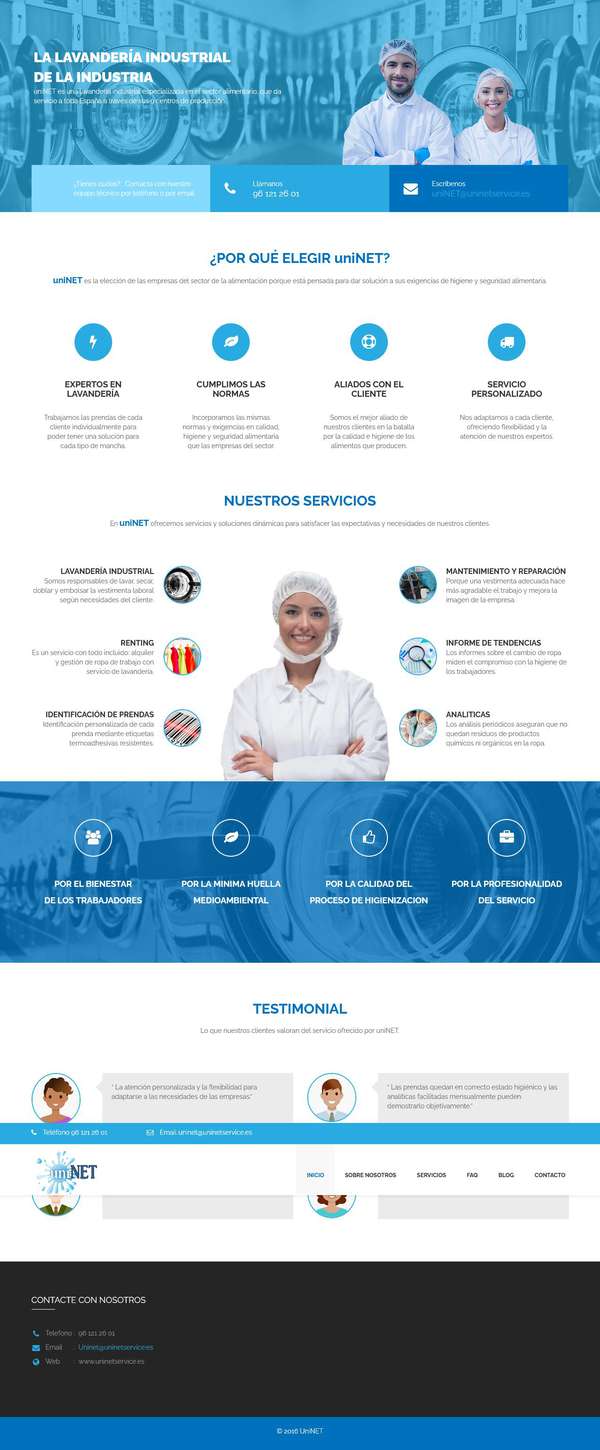 LA LAVANDERÍA INDUSTRIAL
DE LA INDUSTRIA
uniNET es una lavandería industrial especializada en el sector alimentario, que da
servicio a toda España a través de sus 9 centros de producción.
¿Tienes dudas? Contacta con nuestro
equipo técnico por teléfono o por email.
Llámanos
96 121 26 01
Escríbenos
uniNET@uninetservice.es
¿POR QUÉ ELEGIR uniNET?
uniNET es la elección de las empresas del sector de la alimentación porque está pensada para dar solución a sus exigencias de higiene y seguridad alimentaria.
EXPERTOS EN
LAVANDERÍA
Trabajamos las prendas de cada
cliente individualmente para
poder tener una solución para
cada tipo de mancha.
CUMPLIMOS LAS
NORMAS
Incorporamos las mismas
normas y exigencias en calidad,
higiene y seguridad alimentaria
que las empresas del sector
ALIADOS CON EL
CLIENTE
Somos el mejor aliado de
nuestros clientes en la batalla
por la calidad e higiene de los
alimentos que producen.
SERVICIO
PERSONALIZADO
Nos adaptamos a cada cliente,
ofreciendo flexibilidad y la
atención de nuestros expertos.
NUESTROS SERVICIOS
En uniNET ofrecemos servicios y soluciones dinámicas para satisfacer las expectativas y necesidades de nuestros clientes.
LAVANDERÍA INDUSTRIAL
Somos responsables de lavar, secar,
doblar y embolsar la vestimenta laboral
según necesidades del cliente.
RENTING
Es un servicio con todo incluido: alquiler
y gestión de ropa de trabajo con
servicio de lavandería.
IDENTIFICACIÓN DE PRENDAS
Identificación personalizada de cada
prenda mediante etiquetas
termoadhesivas resistentes.
MANTENIMIENTO Y REPARACIÓN
Porque una vestimenta adecuada hace
más agradable el trabajo y mejora la
imagen de la empresa.
INFORME DE TENDENCIAS
Los informes sobre el cambio de ropa
miden el compromiso con la higiene de
los trabajadores.
ANALITICAS
Los análisis periódicos aseguran que no
quedan residuos de productos
químicos ni orgánicos en la ropa.
POR EL BIENESTAR
DE LOS TRABAJADORES
POR LA MINIMA HUELLA
MEDIOAMBIENTAL
POR LA CALIDAD DEL
PROCESO DE HIGIENIZACION
POR LA PROFESIONALIDAD
DEL SERVICIO
TESTIMONIAL
Lo que nuestros clientes valoran del servicio ofrecido por uniNET.
" La atención personalizada y la flexibilidad para
adaptarse a las necesidades de las empresas"
" Las prendas quedan en correcto estado higiénico y las
analíticas facilitadas mensualmente pueden
demostrarlo objetivamente."
Teléfono 96 121 26 01
Email uninet@uninetservice.es
uniNET
INICIO
SOBRE NOSOTROS
SERVICIOS
FAQ
BLOG
CONTACTO
CONTACTE CON NOSOTROS
Telefono : 96 121 26 01
Email : Uninet@uninetservice.es
Web : www.uninetservice.es
© 2016 UniNET